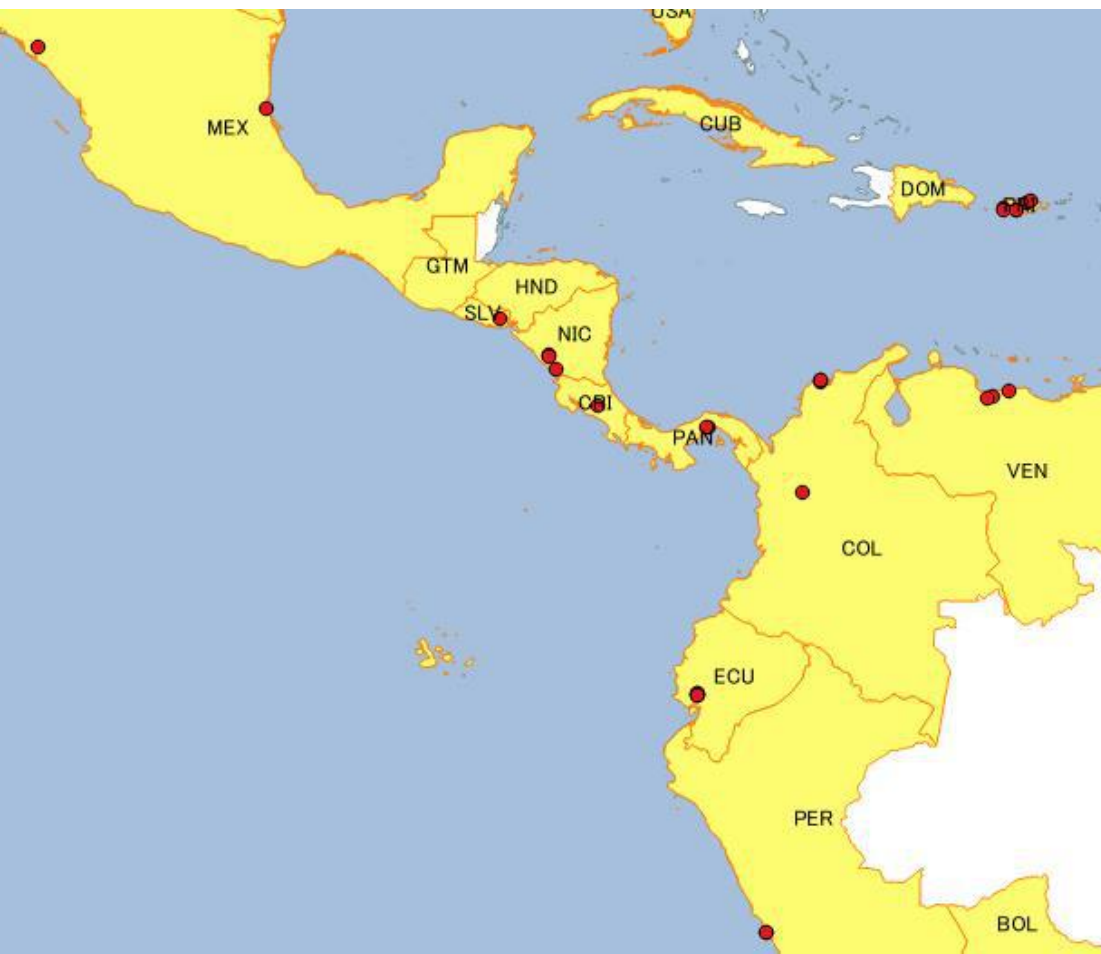 USA
MEX
CUB
DOM
GTM
HND
SLV
NIC
CRI
PAN
VEN
COL
ECU
PER
BOL